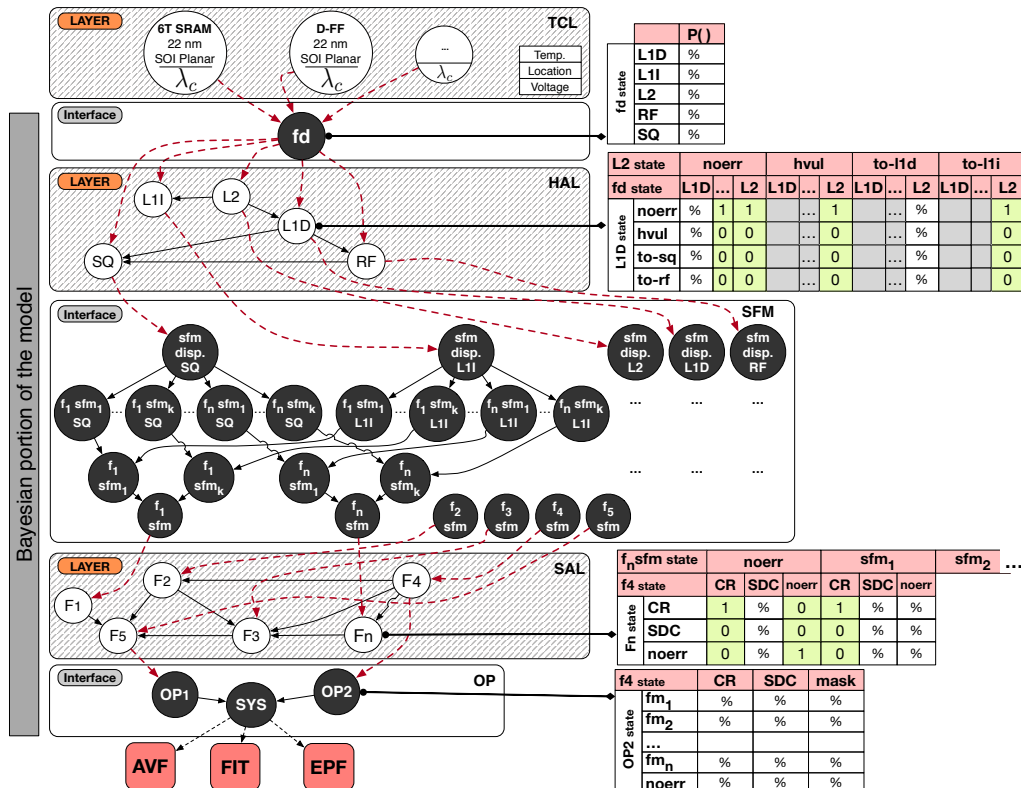 Bayesian portion of the model
LAYER
TCL
6T SRAM
22 nm
SOI Planar
λc
D-FF
22 nm
SOI Planar
λc
...
λc
Temp.
Location
Voltage
Interface
fd
LAYER
HAL
L1I
L2
L1D
SQ
RF
Interface
SFM
sfm disp. SQ
sfm disp. L1I
sfm disp. L2
sfm disp. L1D
sfm disp. RF
f1 sfm1 SQ
f1 sfmk SQ
fn sfm1 SQ
fn sfmk SQ
f1 sfm1 L1I
f1 sfmk L1I
fn sfm1 L1I
fn sfmk L1I
... ... ...
f1 sfm1
f1 sfmk
fn sfm1
fn sfmk
... ... ...
f1 sfm
fn sfm
f2 sfm
f3 sfm
f4 sfm
f5 sfm
LAYER
SAL
F1
F2
F4
F5
F3
Fn
Interface
OP
OP1
SYS
OP2
AVF
FIT
EPF
P( )
fd state
L1D %
L1I %
L2 %
RF %
SQ %
L2 state noerr hvul to-l1d to-l1i
fd state L1D ... L2 L1D ... L2 L1D ... L2 L1D ... L2
L1D state
noerr % 1 1 ... 1 ... % 1
hvul % 0 0 ... 0 ... % 0
to-sq % 0 0 ... 0 ... % 0
to-rf % 0 0 ... 0 ... % 0
fnsfm state noerr sfm1 sfm2 ...
f4 state CR SDC noerr CR SDC noerr
Fn state
CR 1 % 0 1 % %
SDC 0 % 0 0 % %
noerr 0 % 1 0 % %
f4 state CR SDC mask
OP2 state
fm1 % % %
fm2 % % %
...
fmn % % %
noerr % % %